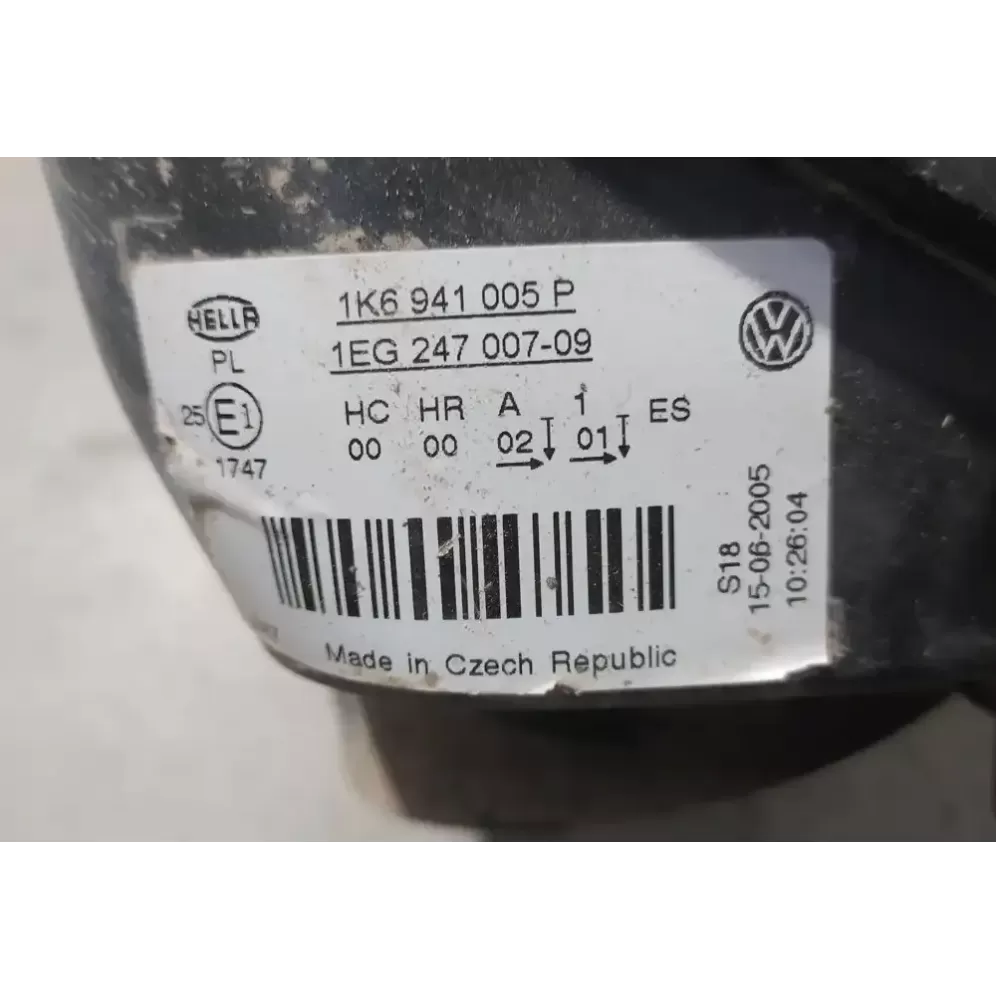 HELLA
PL
25 E1
1747
1K6 941 005 P
1EG 247 007-09
HC HR A 1 ES
00 00 02 01
S18
15-06-2005
10:26:04
Made in Czech Republic